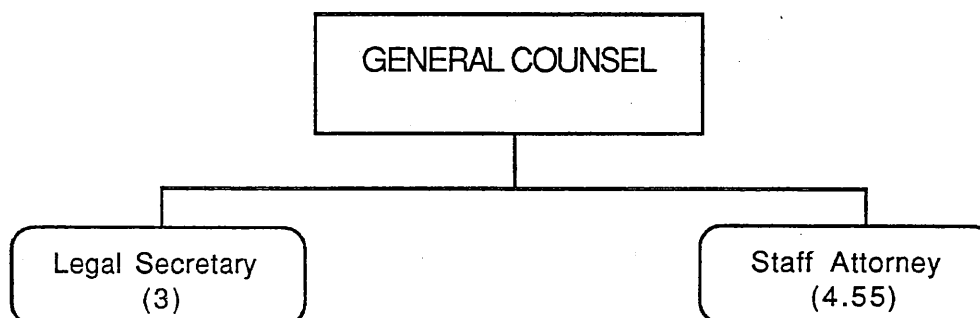 GENERAL COUNSEL
Legal Secretary
(3)
Staff Attorney
(4.55)